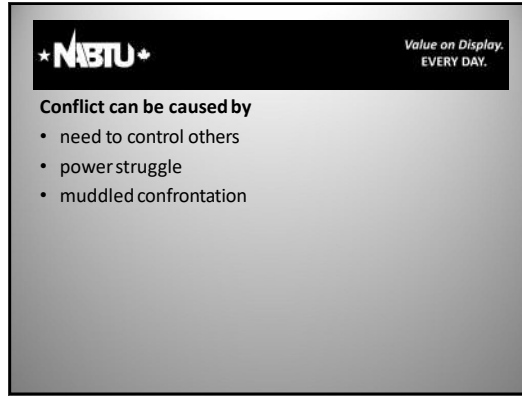 NABTU
Value on Display.
EVERY DAY.
Conflict can be caused by
• need to control others
• power struggle
• muddled confrontation